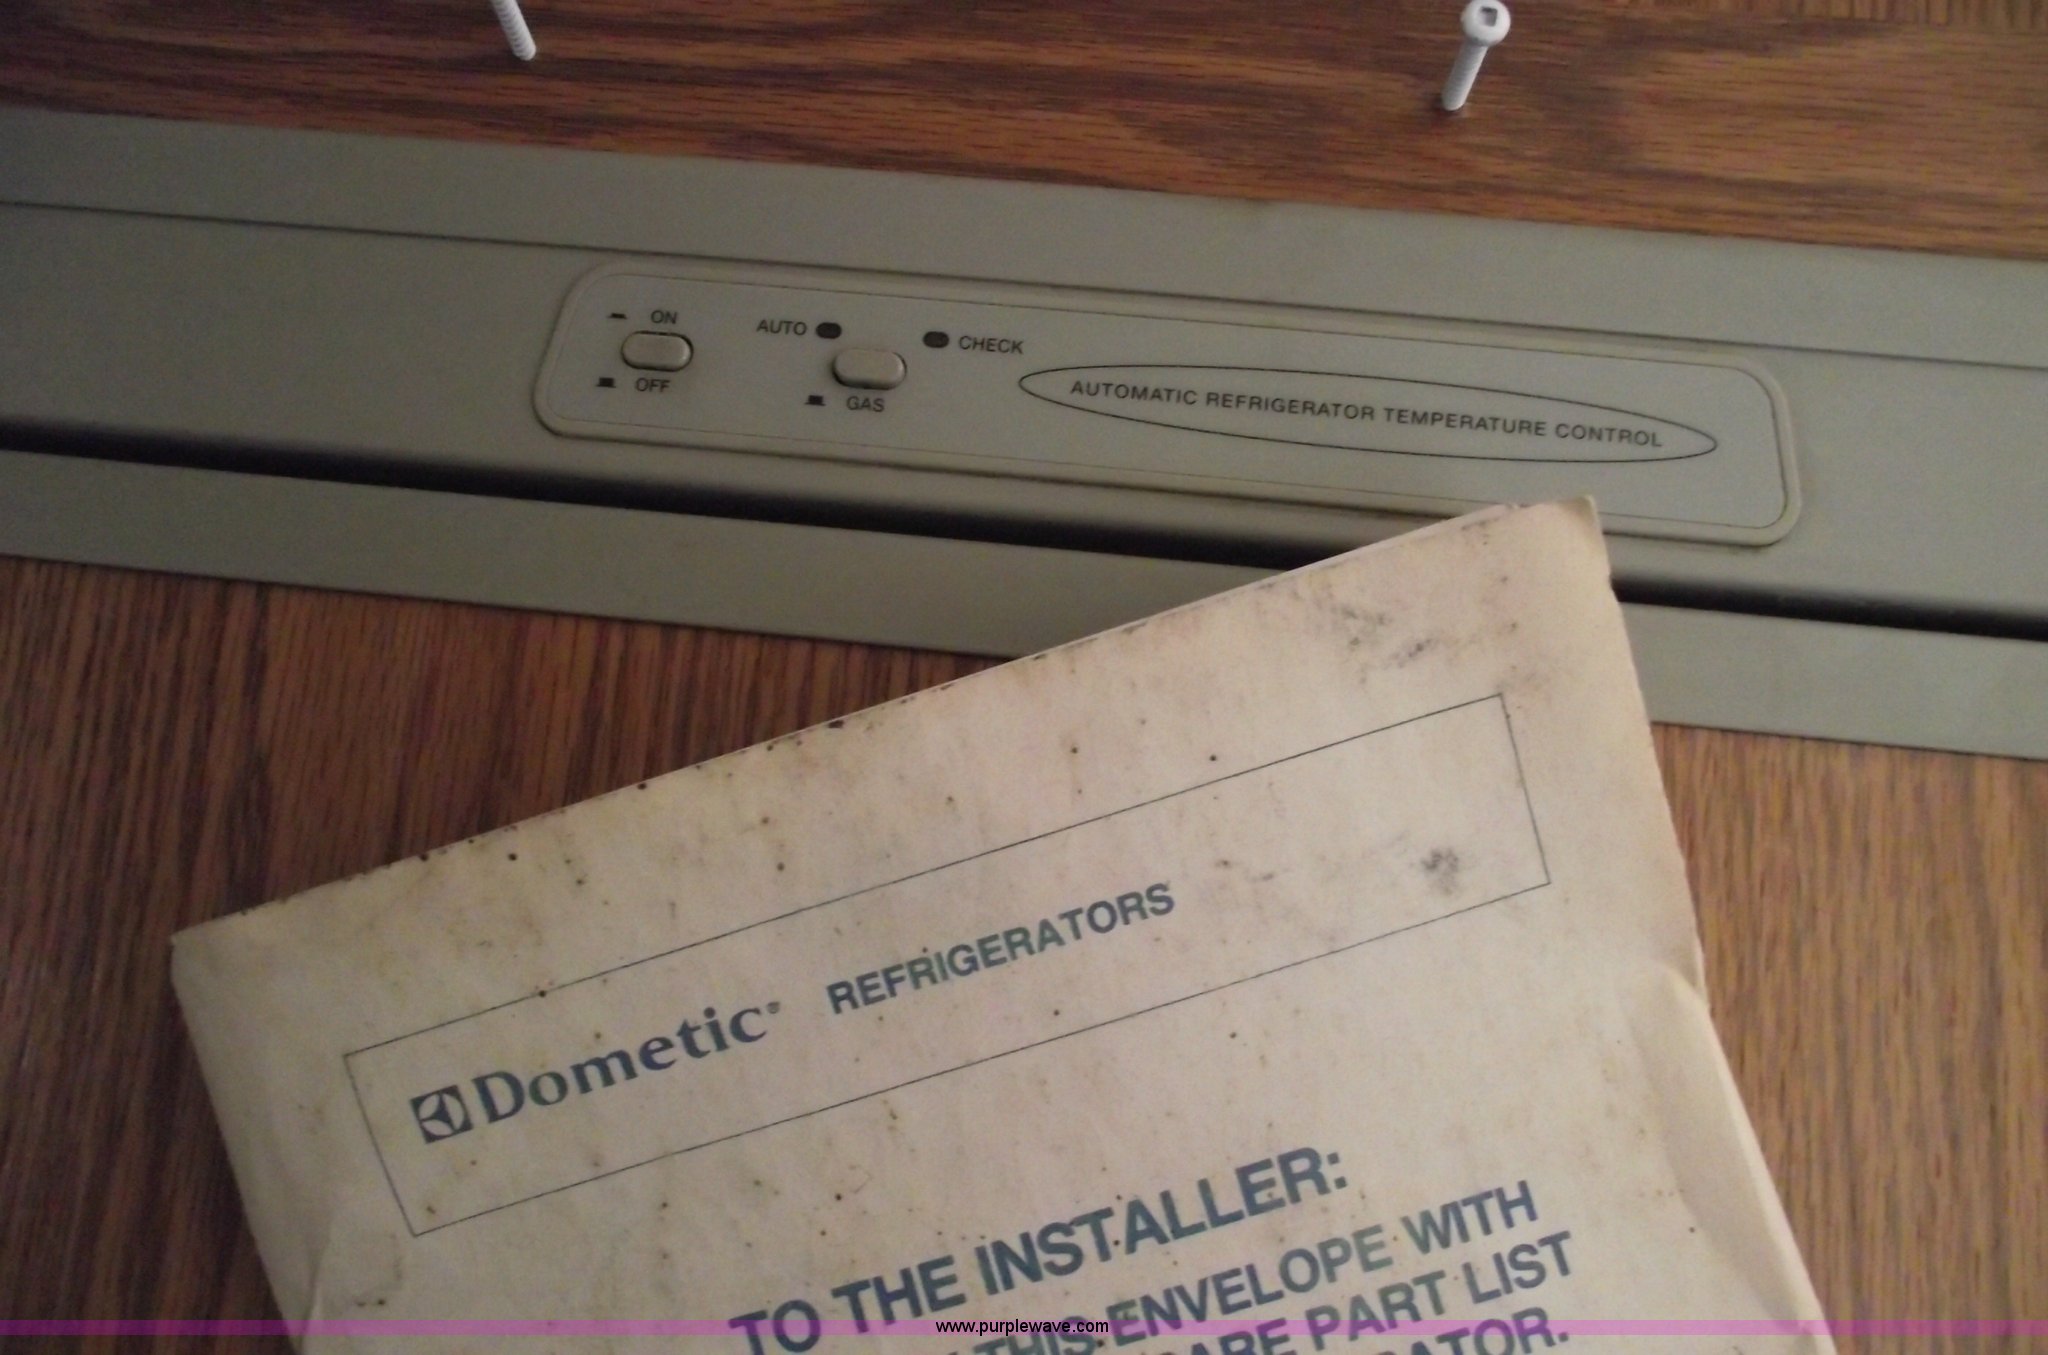 ON
OFF
AUTO
GAS
CHECK
AUTOMATIC REFRIGERATOR TEMPERATURE CONTROL
Dometic® REFRIGERATORS
TO THE INSTALLER:
THIS ENVELOPE WITH
PART LIST
www.purplewave.com